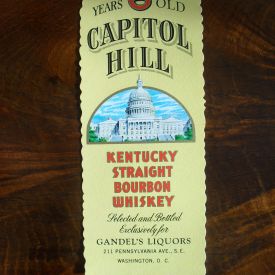 YEARS OLD
CAPITOL
HILL
KENTUCKY
STRAIGHT
BOURBON
WHISKEY
Selected and Bottled
Exclusively for
GANDEL'S LIQUORS
211 PENNSYLVANIA AVE., S.E.
WASHINGTON, D. C.